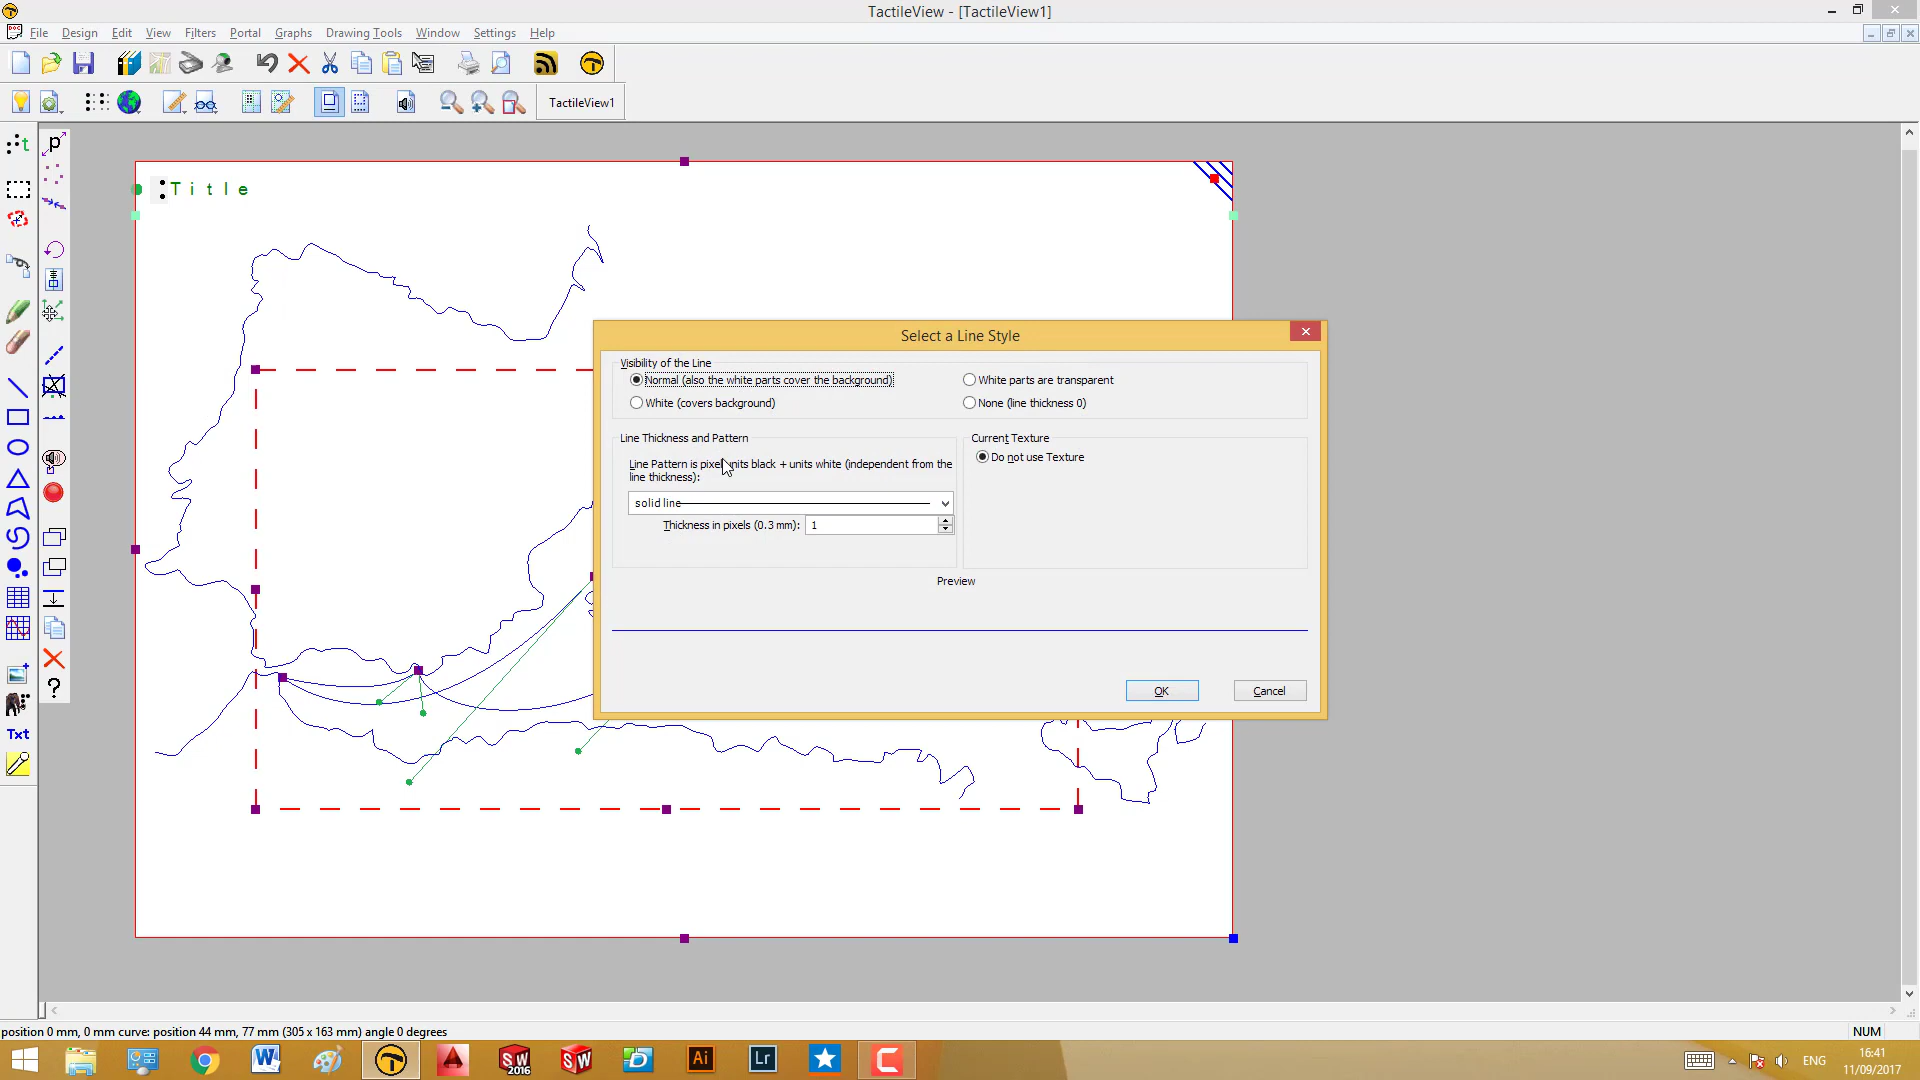 TactileView - [TactileView1]
File Design Edit View Filters Portal Graphs Drawing Tools Window Settings Help
TactileView1
t
p
Title
Select a Line Style
Visibility of the Line
Normal (also the white parts cover the background)
White parts are transparent
White (covers background)
None (line thickness 0)
Line Thickness and Pattern
Current Texture
Line Pattern is pixel units black + units white (independent from the
line thickness):
Do not use Texture
solid line
Thickness in pixels (0.3 mm): 1
Preview
OK
Cancel
?
Txt
position 0 mm, 0 mm curve: position 44 mm, 77 mm (305 x 163 mm) angle 0 degrees
NUM
SW
2016
SW
Ai
Lr
ENG
16:41
11/09/2017